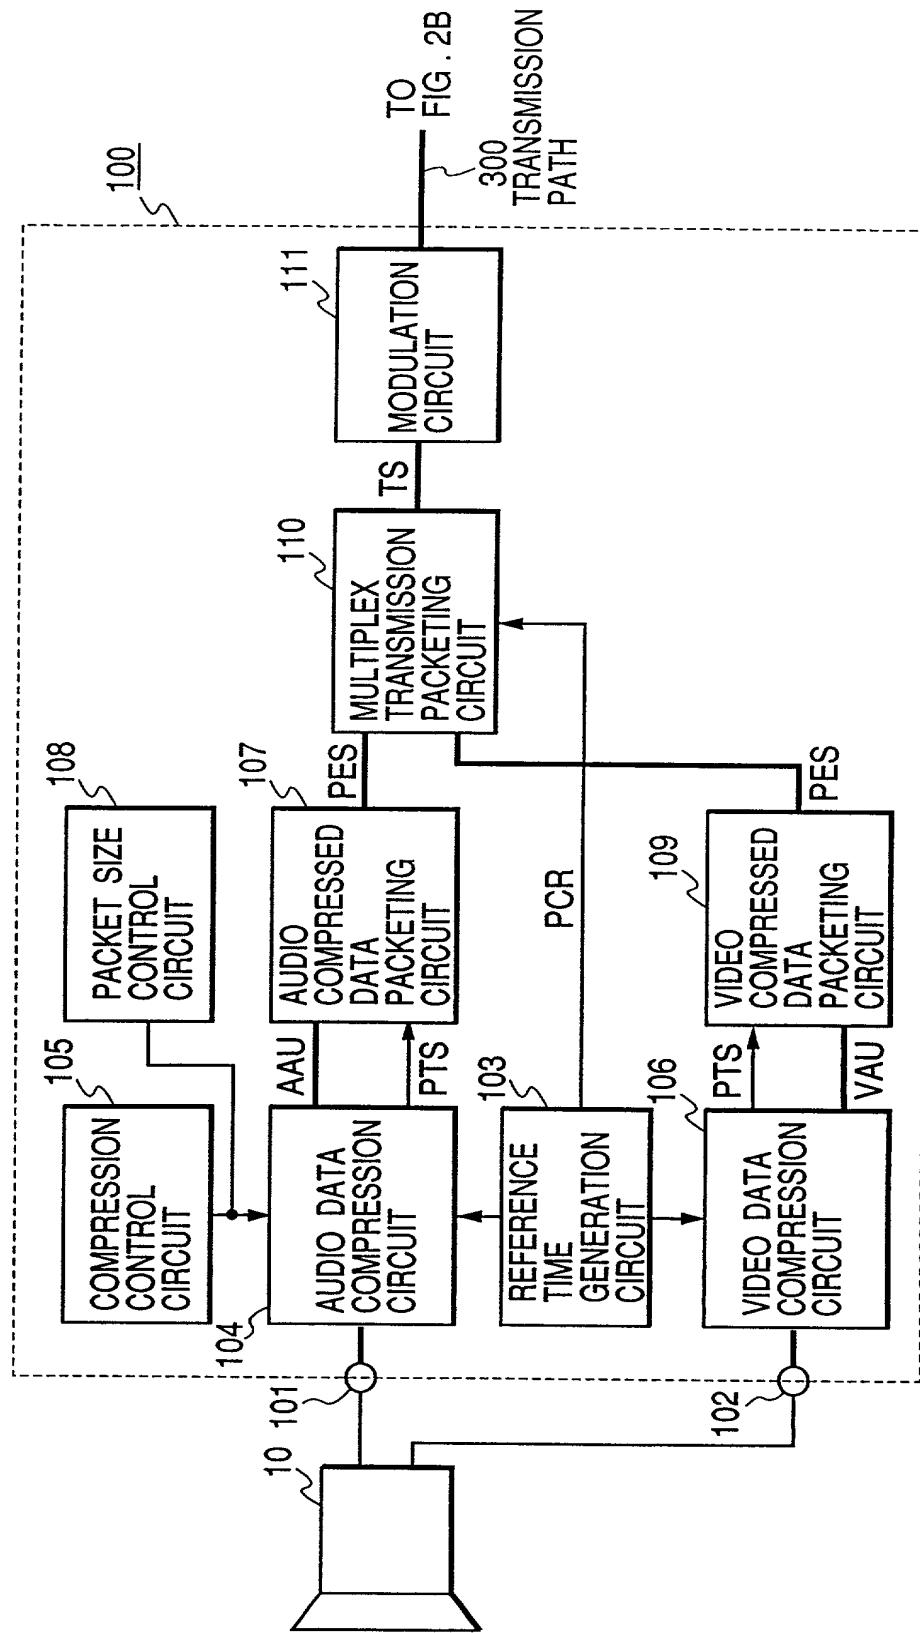 100
108
PACKET SIZE
CONTROL
CIRCUIT
105
COMPRESSION
CONTROL
CIRCUIT
10
101
104
AUDIO DATA
COMPRESSION
CIRCUIT
AAU
PTS
107
AUDIO
COMPRESSED
DATA
PACKETING
CIRCUIT
PES
110
MULTIPLEX
TRANSMISSION
PACKETING
CIRCUIT
TS
111
MODULATION
CIRCUIT
TO
FIG. 2B
300
TRANSMISSION
PATH
103
REFERENCE
TIME
GENERATION
CIRCUIT
PCR
102
106
VIDEO DATA
COMPRESSION
CIRCUIT
PTS
VAU
109
VIDEO
COMPRESSED
DATA
PACKETING
CIRCUIT
PES